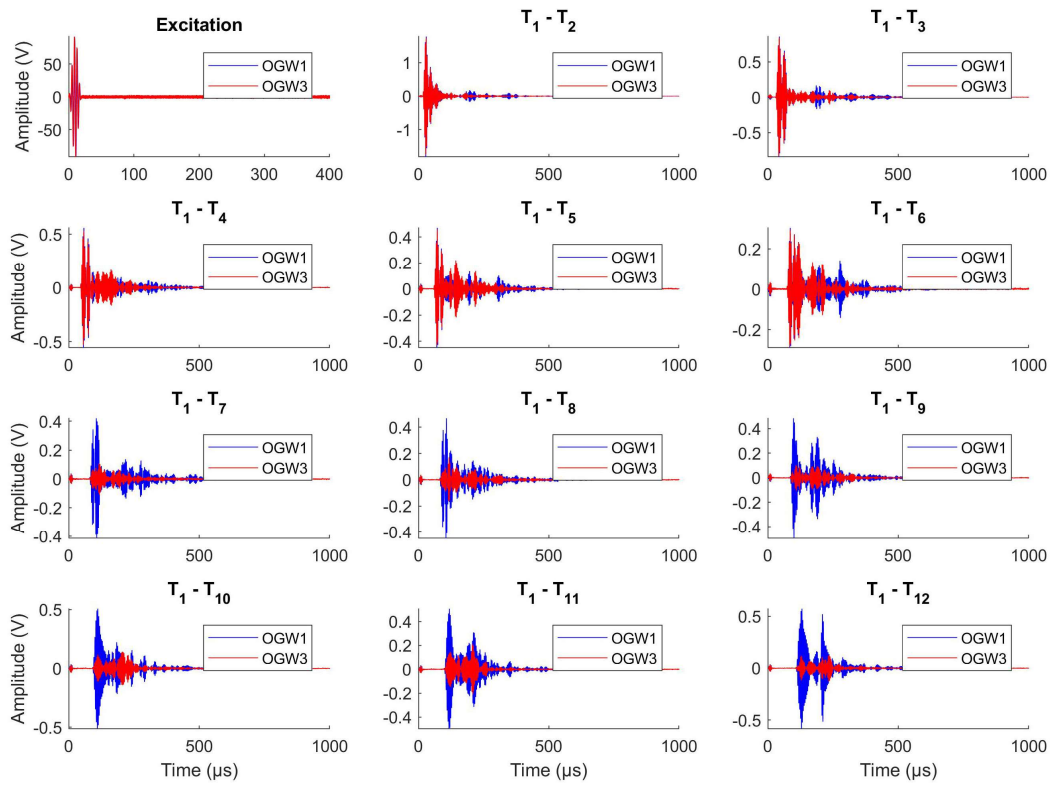 Excitation
Amplitude (V)
50
0
-50
0 100 200 300 400
OGW1
OGW3
T1 - T2
1
0
-1
0 500 1000
OGW1
OGW3
T1 - T3
0.5
0
-0.5
0 500 1000
OGW1
OGW3
T1 - T4
Amplitude (V)
0.5
0
-0.5
0 500 1000
OGW1
OGW3
T1 - T5
0.4
0.2
0
-0.2
-0.4
0 500 1000
OGW1
OGW3
T1 - T6
0.2
0
-0.2
0 500 1000
OGW1
OGW3
T1 - T7
Amplitude (V)
0.4
0.2
0
-0.2
-0.4
0 500 1000
OGW1
OGW3
T1 - T8
0.4
0.2
0
-0.2
-0.4
0 500 1000
OGW1
OGW3
T1 - T9
0.4
0.2
0
-0.2
-0.4
0 500 1000
OGW1
OGW3
T1 - T10
Amplitude (V)
0.5
0
-0.5
0 500 1000
Time (µs)
OGW1
OGW3
T1 - T11
0.4
0.2
0
-0.2
-0.4
0 500 1000
Time (µs)
OGW1
OGW3
T1 - T12
0.5
0
-0.5
0 500 1000
Time (µs)
OGW1
OGW3